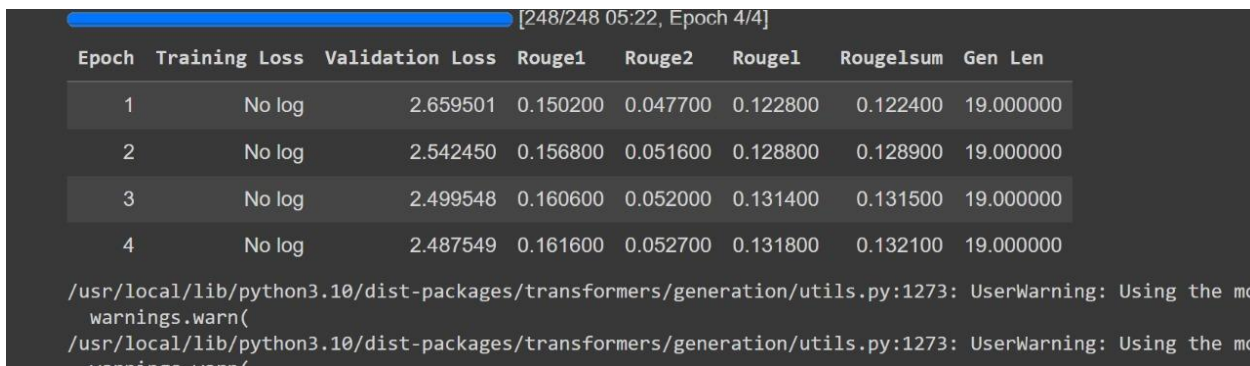 [248/248 05:22, Epoch 4/4]
Epoch Training Loss Validation Loss Rouge1 Rouge2 Rougel Rougelsum Gen Len
1 No log 2.659501 0.150200 0.047700 0.122800 0.122400 19.000000
2 No log 2.542450 0.156800 0.051600 0.128800 0.128900 19.000000
3 No log 2.499548 0.160600 0.052000 0.131400 0.131500 19.000000
4 No log 2.487549 0.161600 0.052700 0.131800 0.132100 19.000000
/usr/local/lib/python3.10/dist-packages/transformers/generation/utils.py:1273: UserWarning: Using the mo
warnings.warn(
/usr/local/lib/python3.10/dist-packages/transformers/generation/utils.py:1273: UserWarning: Using the mo